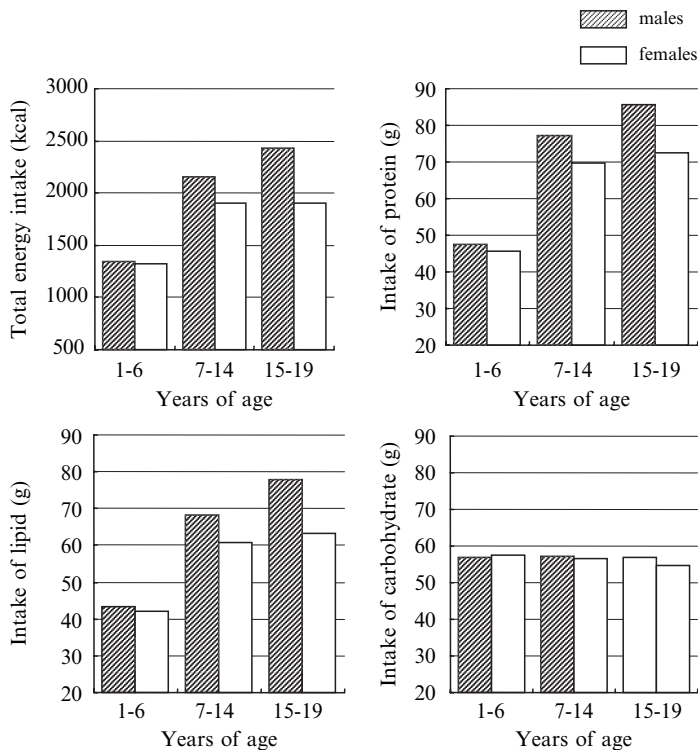 males
females
Total energy intake (kcal)
3000
2500
2000
1500
1000
500
1-6 7-14 15-19
Years of age
Intake of protein (g)
90
80
70
60
50
40
30
20
1-6 7-14 15-19
Years of age
Intake of lipid (g)
90
80
70
60
50
40
30
20
1-6 7-14 15-19
Years of age
Intake of carbohydrate (g)
90
80
70
60
50
40
30
20
1-6 7-14 15-19
Years of age